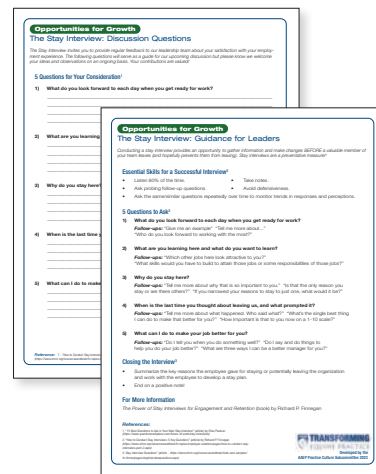 Opportunities for Growth
The Stay Interview: Discussion Questions
The Stay Interview invites you to provide regular feedback to our leadership team about your satisfaction with your employ-
ment experience. The following questions will serve as a guide for our upcoming discussion but please know we welcome
your ideas and observations on an ongoing basis. Your contributions are valued!
5 Questions for Your Consideration¹
1) What do you look forward to each day when you get ready for work?
2) What are you learning
3) Why do you stay here?
4) When is the last time
5) What can I do to make
Opportunities for Growth
The Stay Interview: Guidance for Leaders
Conducting a stay interview provides an opportunity to gather information and make changes BEFORE a valuable member of
your team leaves (and hopefully prevents them from leaving). Stay interviews are a preventative measure!¹
Essential Skills for a Successful Interview²
• Listen 80% of the time. • Take notes.
• Ask probing follow-up questions. • Avoid defensiveness.
• Ask the same/similar questions repeatedly over time to monitor trends in responses and perceptions.
5 Questions to Ask²
1) What do you look forward to each day when you get ready for work?
Follow-ups: "Give me an example" "Tell me more about..."
"Who do you look forward to working with the most?"
2) What are you learning here and what do you want to learn?
Follow-ups: "Which other jobs here look attractive to you?"
"What skills would you have to build to attain those jobs or some responsibilities of those jobs?"
3) Why do you stay here?
Follow-ups: "Tell me more about why that is so important to you." "Is that the only reason you
stay or are there others?" "If you narrowed your reasons to stay to just one, what would it be?"
4) When is the last time you thought about leaving us, and what prompted it?
Follow-ups: "Tell me more about what happened. Who said what?" "What's the single best thing
I can do to make that better for you?" "How important is that to you now on a 1-10 scale?"
5) What can I do to make your job better for you?
Follow-ups: "Do I tell you when you do something well?" "Do I say and do things to
help you do your job better?" "What are three ways I can be a better manager for you?"
Closing the Interview³
• Summarize the key reasons the employee gave for staying or potentially leaving the organization
and work with the employee to develop a stay plan.
• End on a positive note!
For More Information
The Power of Stay Interviews for Engagement and Retention (book) by Richard P. Finnegan
References:
TRANSFORMING
Developed by the
AAEP Practice Culture Subcommittee 2023
Reference: